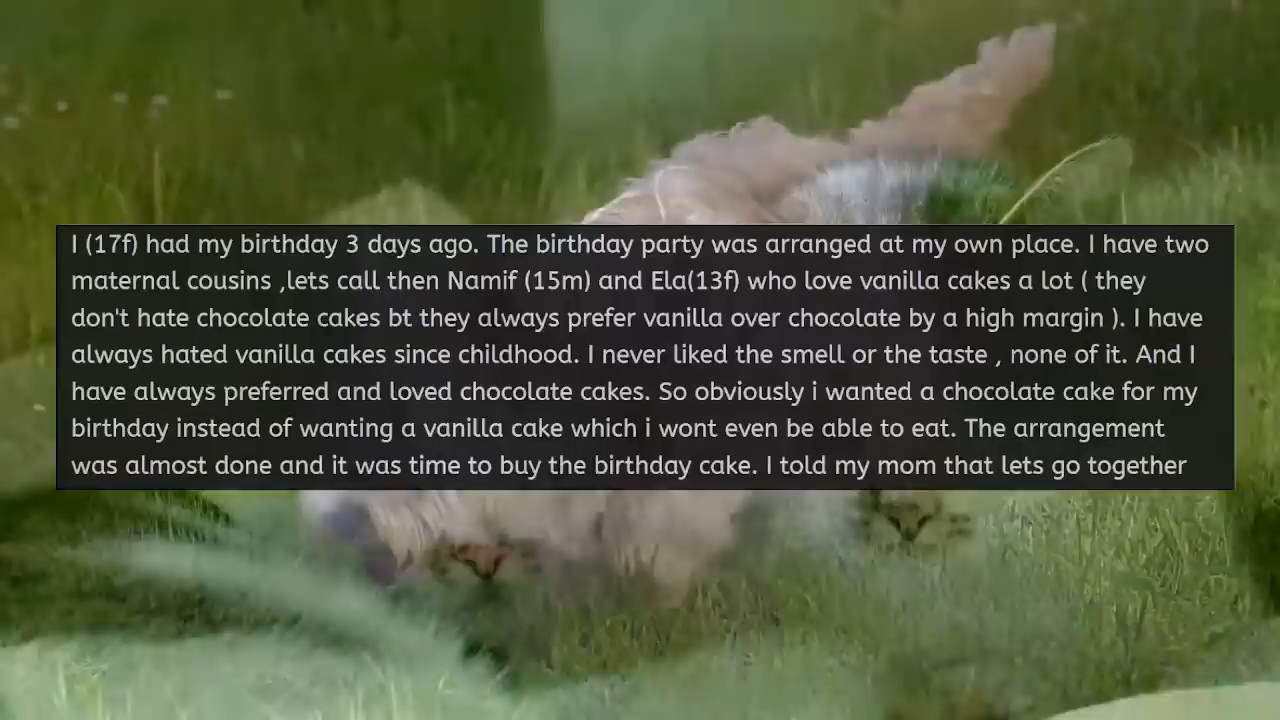 I (17f) had my birthday 3 days ago. The birthday party was arranged at my own place. I have two
maternal cousins ,lets call then Namif (15m) and Ela(13f) who love vanilla cakes a lot ( they
don't hate chocolate cakes bt they always prefer vanilla over chocolate by a high margin ). I have
always hated vanilla cakes since childhood. I never liked the smell or the taste , none of it. And I
have always preferred and loved chocolate cakes. So obviously i wanted a chocolate cake for my
birthday instead of wanting a vanilla cake which i wont even be able to eat. The arrangement
was almost done and it was time to buy the birthday cake. I told my mom that lets go together